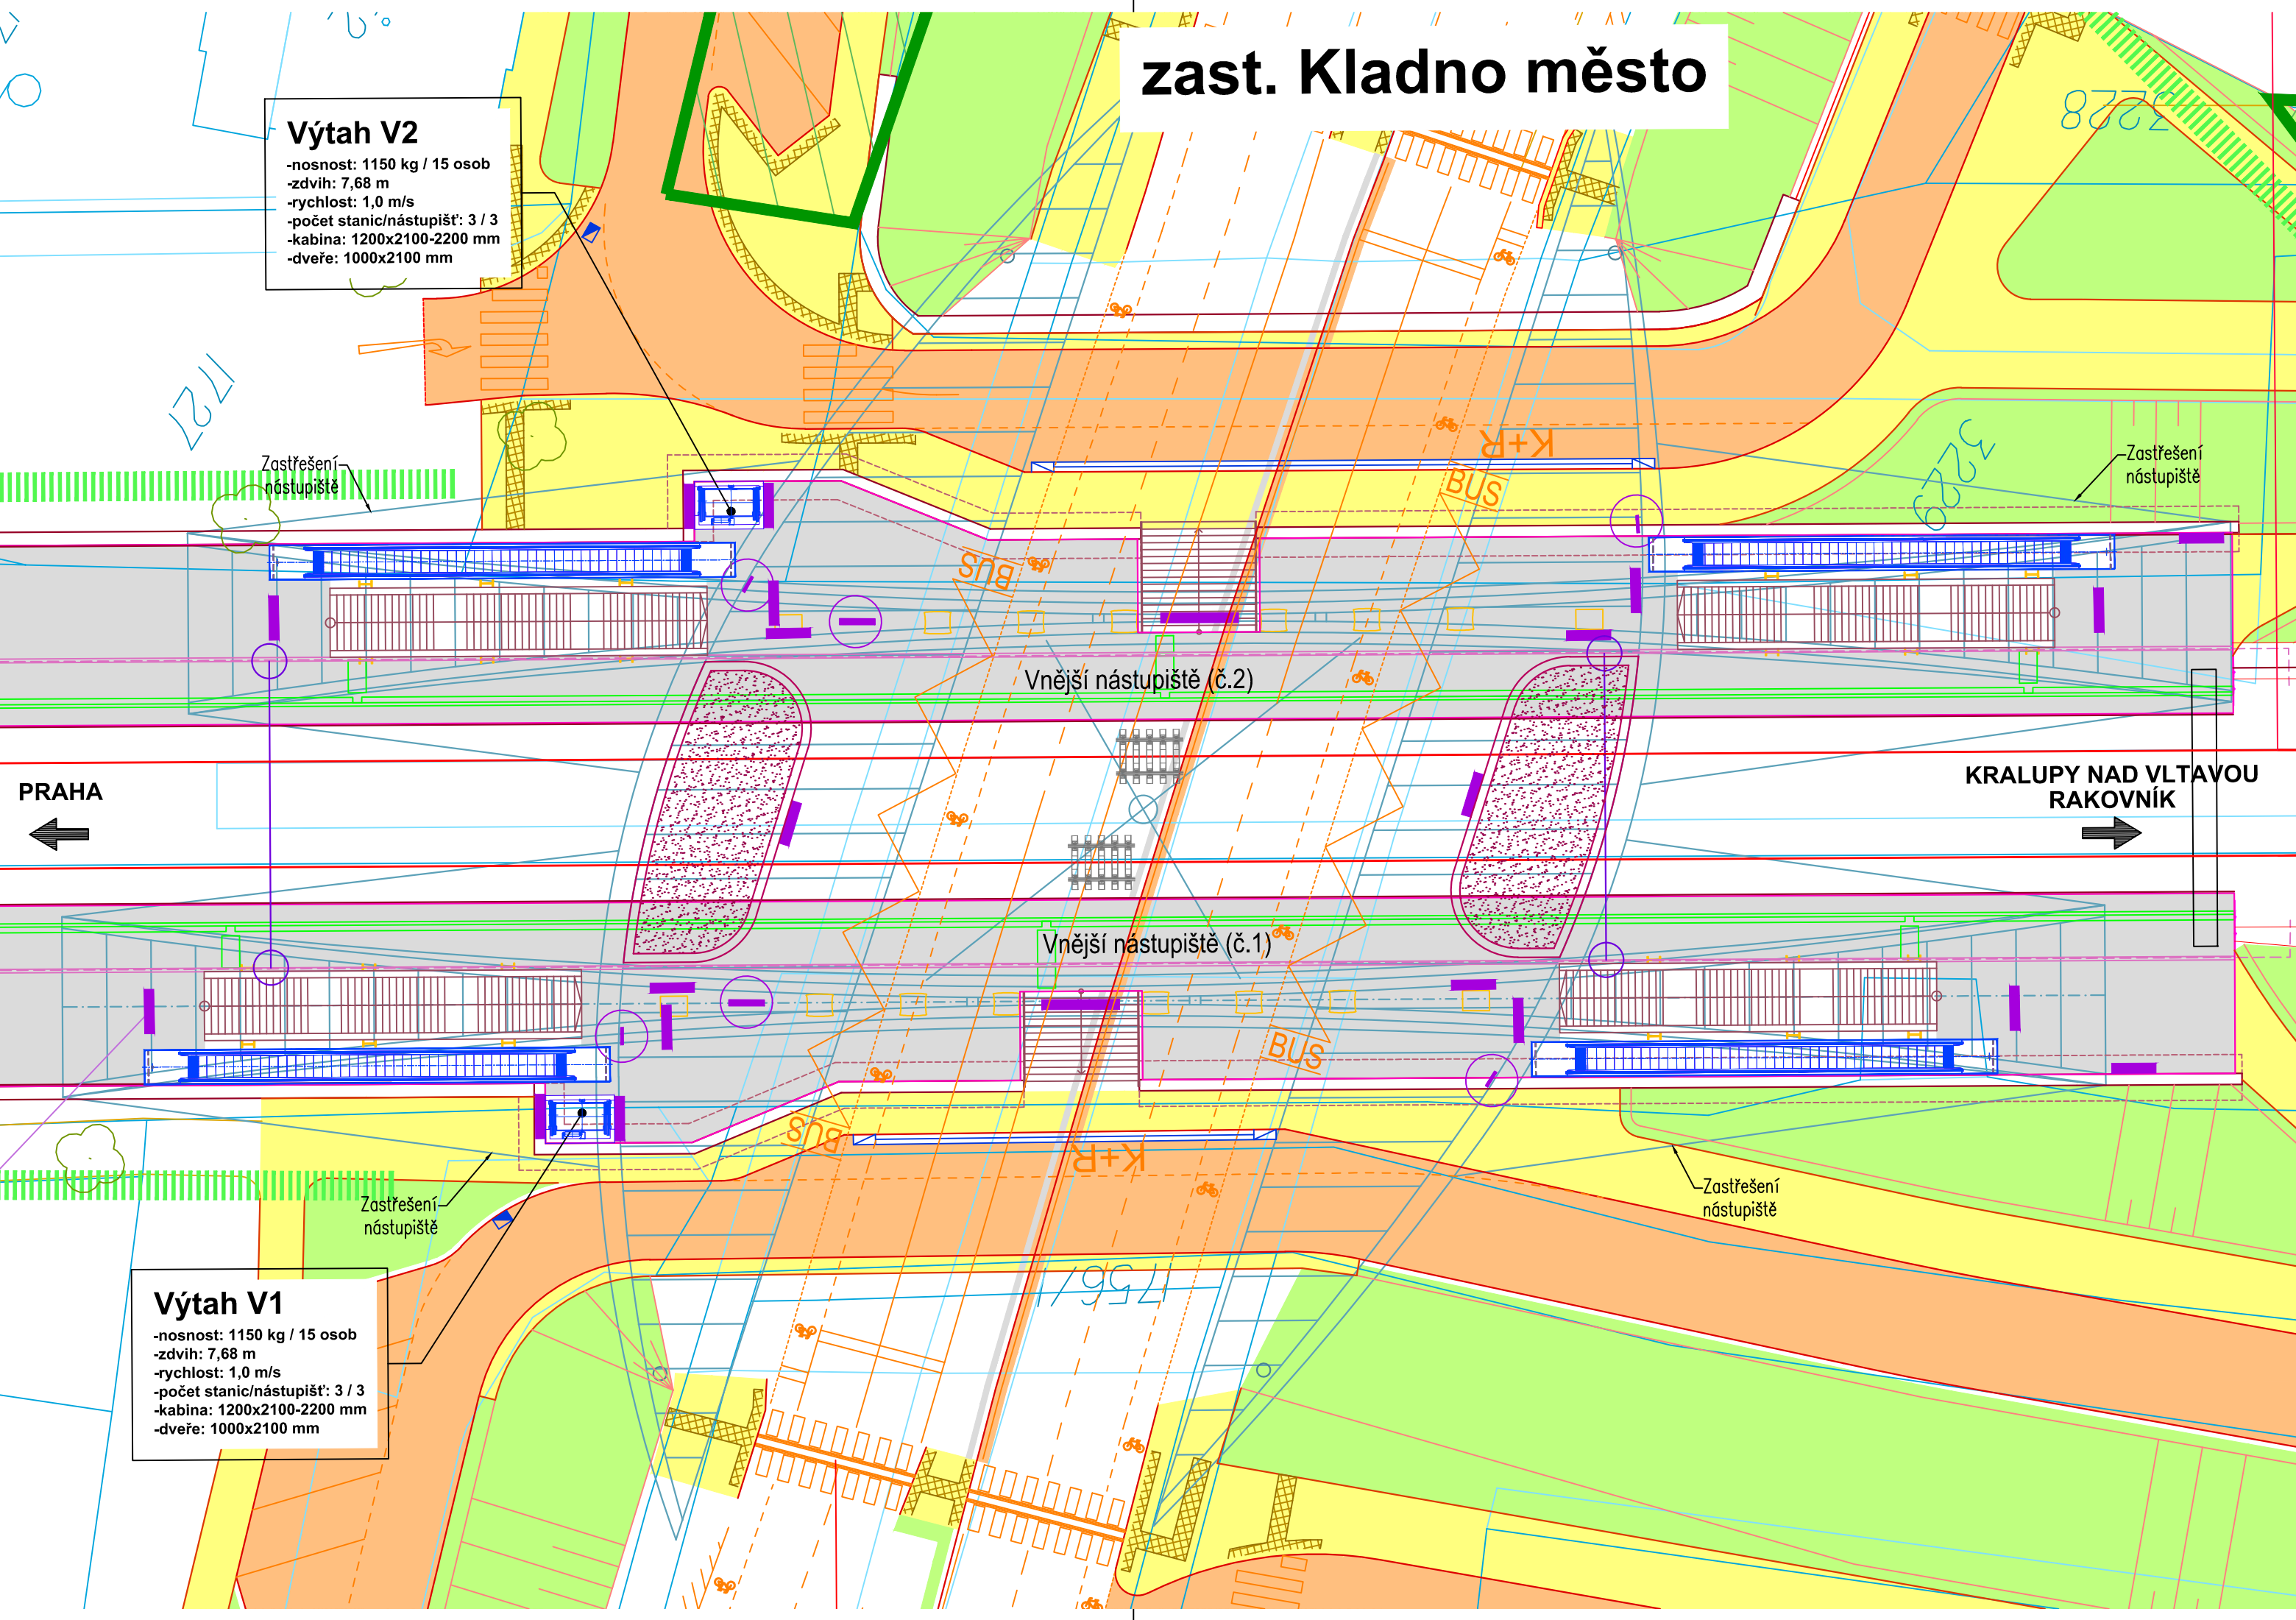 zast. Kladno město
Výtah V2
-nosnost: 1150 kg / 15 osob
-zdvih: 7,68 m
-rychlost: 1,0 m/s
-počet stanic/nástupišť: 3 / 3
-kabina: 1200x2100-2200 mm
-dveře: 1000x2100 mm
3228
1721
K+R
BUS
3229
Zastřešení
nástupiště
Zastřešení
nástupiště
BUS
Vnější nástupiště (č.2)
PRAHA
KRALUPY NAD VLTAVOU
RAKOVNÍK
Vnější nástupiště (č.1)
BUS
BUS
K+R
Zastřešení
nástupiště
Zastřešení
nástupiště
Výtah V1
-nosnost: 1150 kg / 15 osob
-zdvih: 7,68 m
-rychlost: 1,0 m/s
-počet stanic/nástupišť: 3 / 3
-kabina: 1200x2100-2200 mm
-dveře: 1000x2100 mm